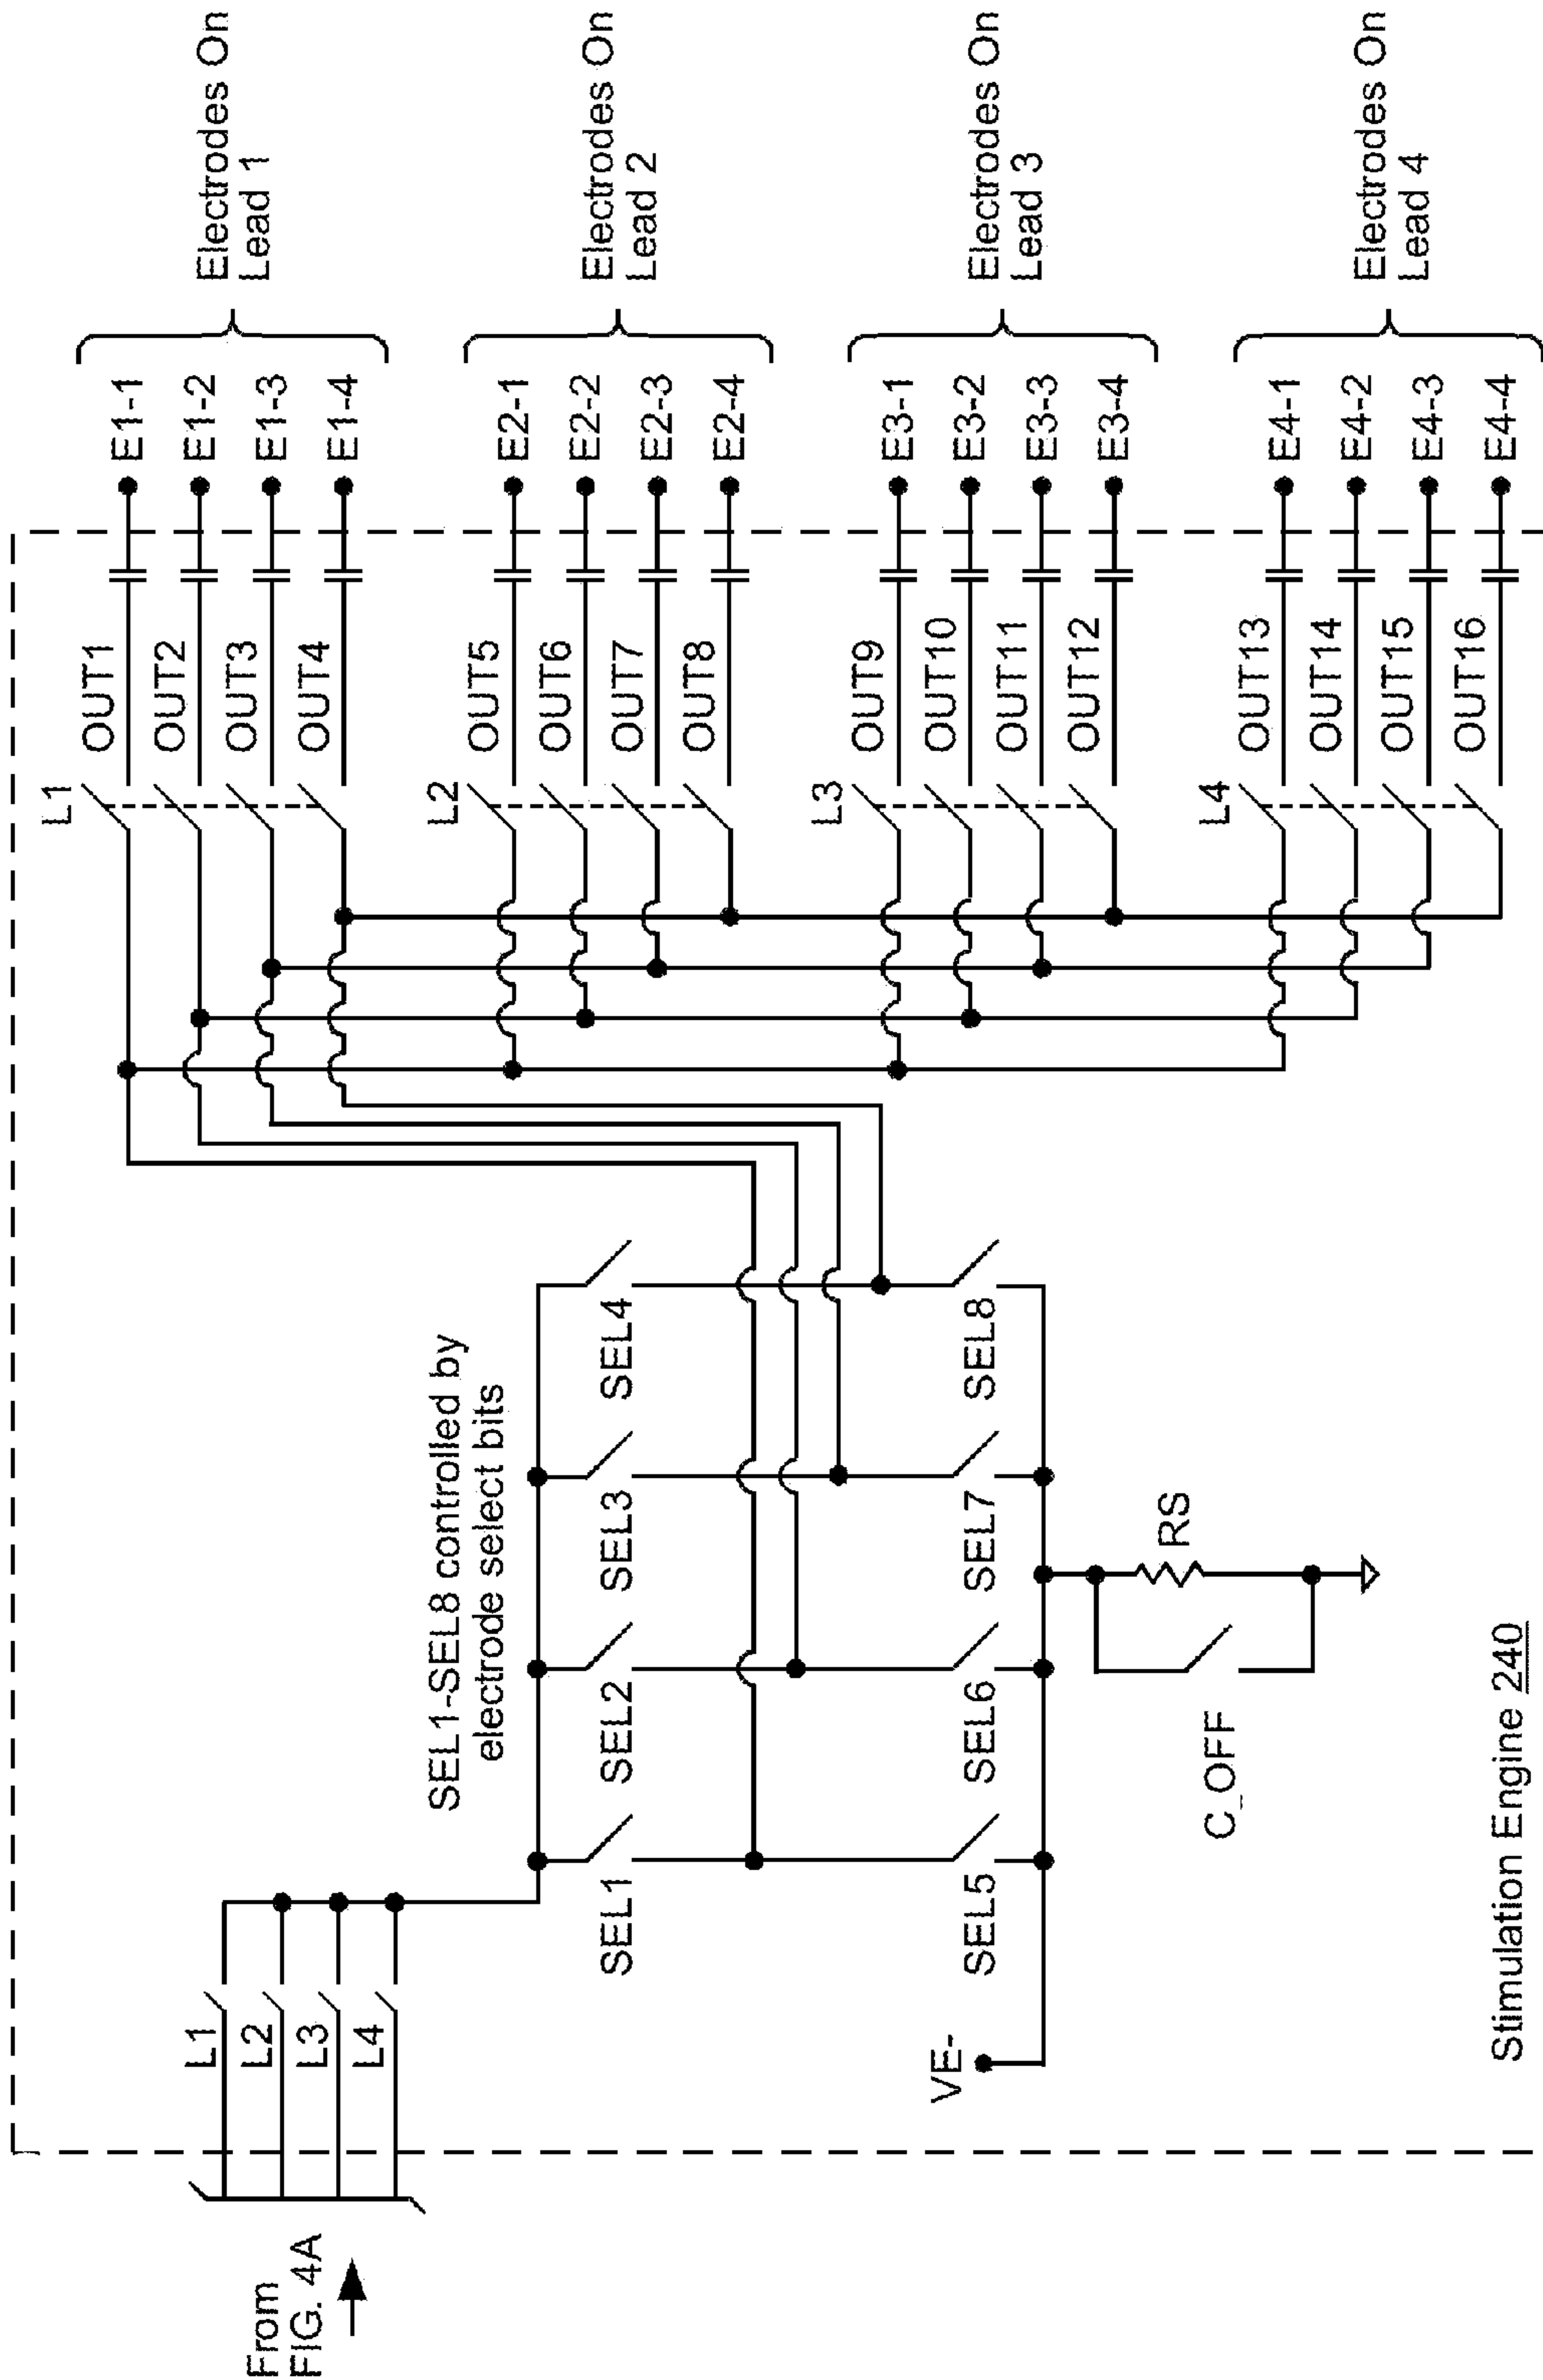 From
FIG. 4A
L1
L2
L3
L4
SEL1-SEL8 controlled by
electrode select bits
SEL1
SEL2
SEL3
SEL4
SEL5
SEL6
SEL7
SEL8
VE-
C_OFF
RS
Stimulation Engine 240
L1
OUT1
OUT2
OUT3
OUT4
L2
OUT5
OUT6
OUT7
OUT8
L3
OUT9
OUT10
OUT11
OUT12
L4
OUT13
OUT14
OUT15
OUT16
E1-1
E1-2
E1-3
E1-4
E2-1
E2-2
E2-3
E2-4
E3-1
E3-2
E3-3
E3-4
E4-1
E4-2
E4-3
E4-4
Electrodes On
Lead 1
Electrodes On
Lead 2
Electrodes On
Lead 3
Electrodes On
Lead 4